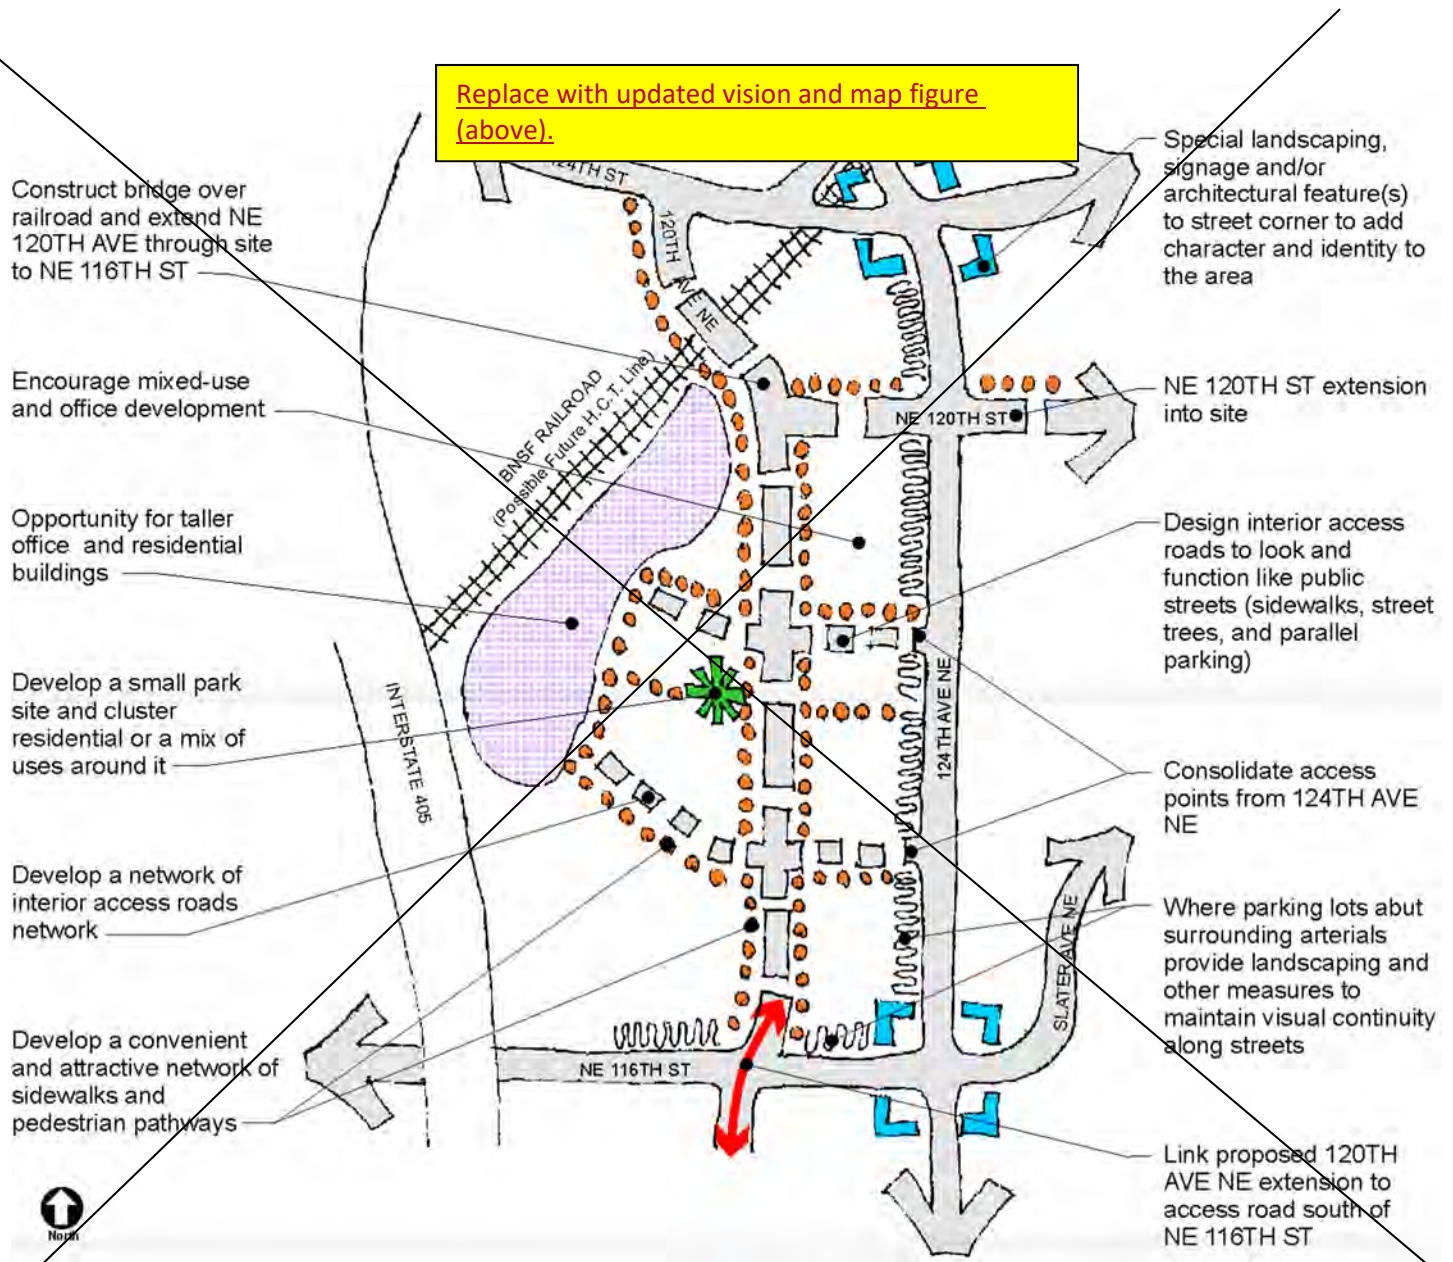 Replace with updated vision and map figure
(above).
Construct bridge over
railroad and extend NE
120TH AVE through site
to NE 116TH ST
Encourage mixed-use
and office development
Opportunity for taller
office and residential
buildings
Develop a small park
site and cluster
residential or a mix of
uses around it
Develop a network of
interior access roads
network
Develop a convenient
and attractive network of
sidewalks and
pedestrian pathways
North
124TH ST
120TH AVE NE
BNSF RAILROAD
(Possible Future H.C.T. Line)
INTERSTATE 405
NE 120TH ST
124TH AVE NE
SLATER AVE NE
NE 116TH ST
Special landscaping,
signage and/or
architectural feature(s)
to street corner to add
character and identity to
the area
NE 120TH ST extension
into site
Design interior access
roads to look and
function like public
streets (sidewalks, street
trees, and parallel
parking)
Consolidate access
points from 124TH AVE
NE
Where parking lots abut
surrounding arterials
provide landscaping and
other measures to
maintain visual continuity
along streets
Link proposed 120TH
AVE NE extension to
access road south of
NE 116TH ST